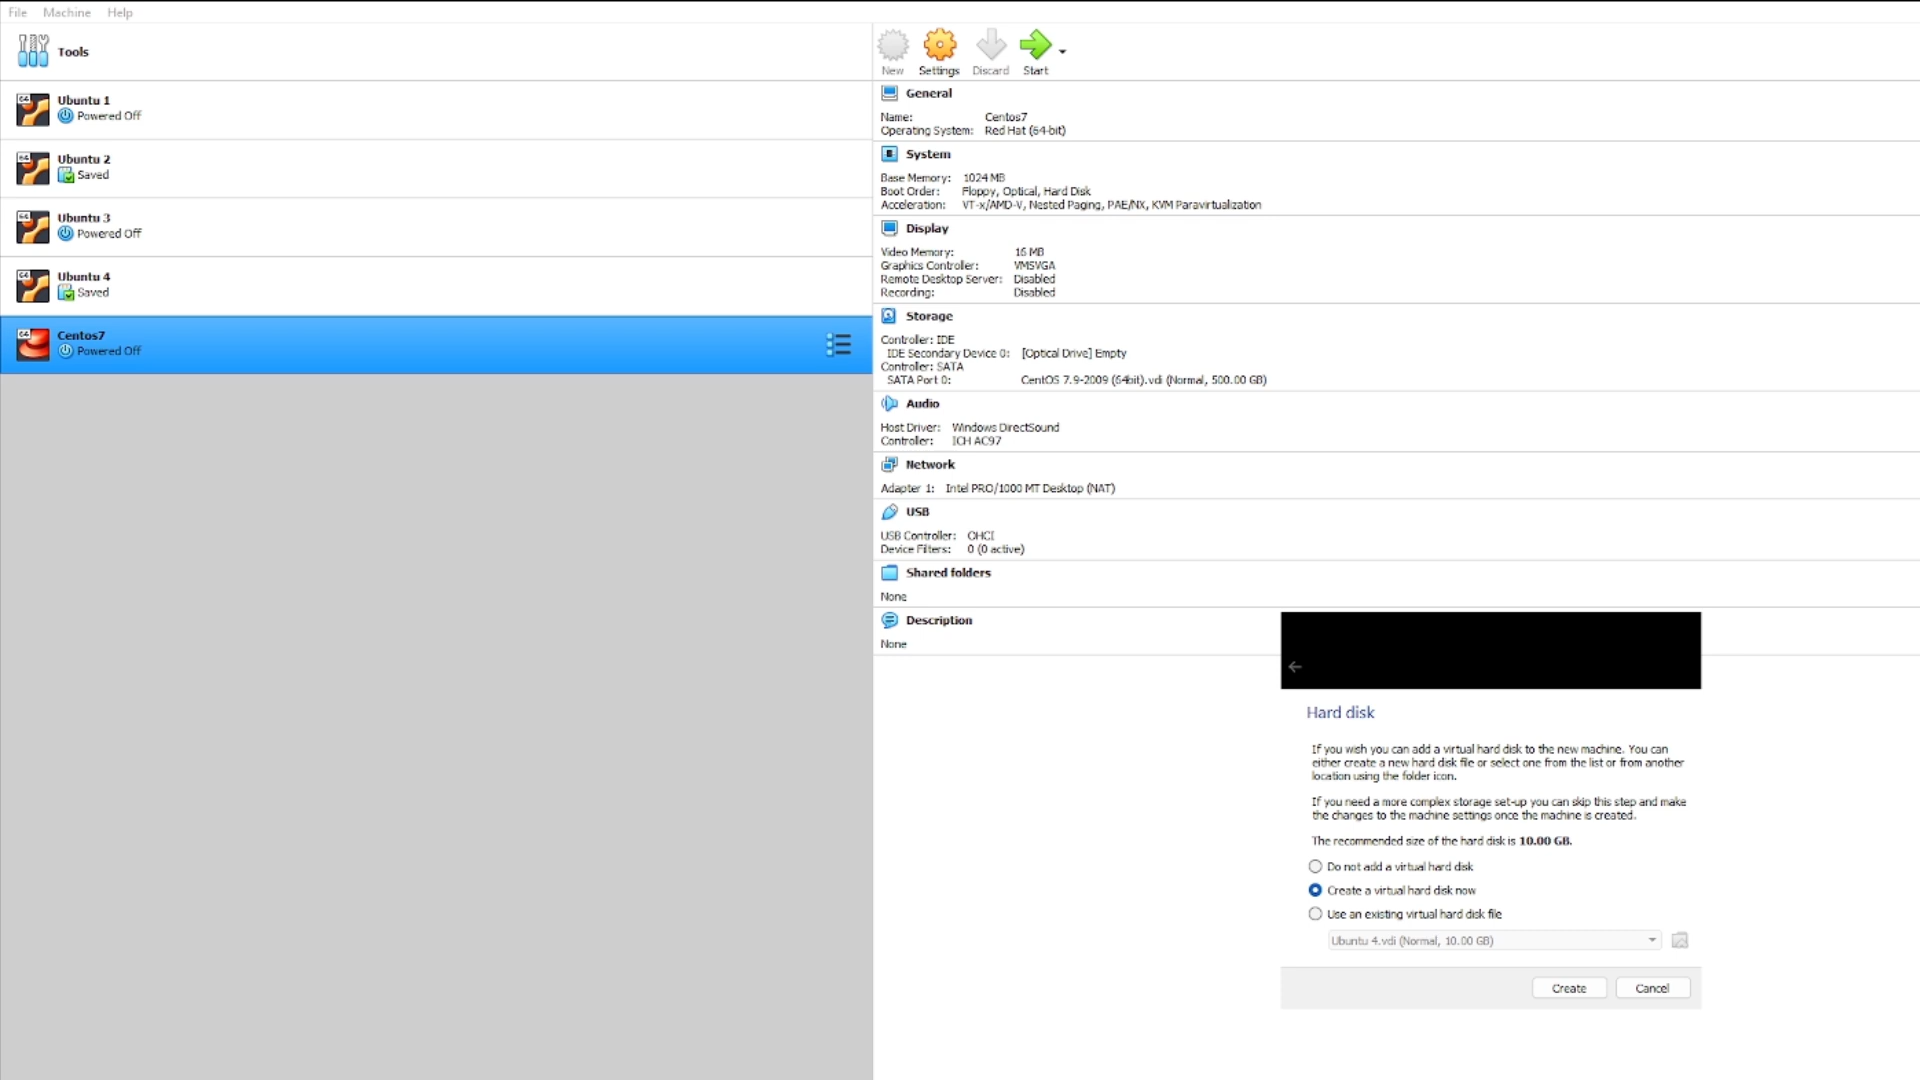 File Machine Help
Tools
Ubuntu 1
Powered Off
Ubuntu 2
Saved
Ubuntu 3
Powered Off
Ubuntu 4
Saved
Centos7
Powered Off
New Settings Discard Start
General
Name: Centos7
Operating System: Red Hat (64-bit)
System
Base Memory: 1024 MB
Boot Order: Floppy, Optical, Hard Disk
Acceleration: VT-x/AMD-V, Nested Paging, PAE/NX, KVM Paravirtualization
Display
Video Memory: 16 MB
Graphics Controller: VMSVGA
Remote Desktop Server: Disabled
Recording: Disabled
Storage
Controller: IDE
IDE Secondary Device 0: [Optical Drive] Empty
Controller: SATA
SATA Port 0: CentOS 7.9-2009 (64bit).vdi (Normal, 500.00 GB)
Audio
Host Driver: Windows DirectSound
Controller: ICH AC97
Network
Adapter 1: Intel PRO/1000 MT Desktop (NAT)
USB
USB Controller: OHCI
Device Filters: 0 (0 active)
Shared folders
None
Description
None
Hard disk
If you wish you can add a virtual hard disk to the new machine. You can
either create a new hard disk file or select one from the list or from another
location using the folder icon.
If you need a more complex storage set-up you can skip this step and make
the changes to the machine settings once the machine is created.
The recommended size of the hard disk is 10.00 GB.
Do not add a virtual hard disk
Create a virtual hard disk now
Use an existing virtual hard disk file
Ubuntu 4.vdi (Normal, 10.00 GB)
Create Cancel